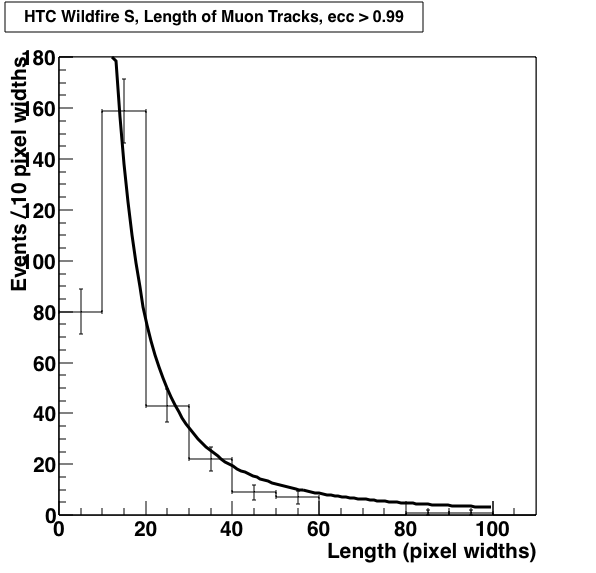 HTC Wildfire S, Length of Muon Tracks, ecc > 0.99
Events / 10 pixel widths
180
160
140
120
100
80
60
40
20
0
0 20 40 60 80 100
Length (pixel widths)